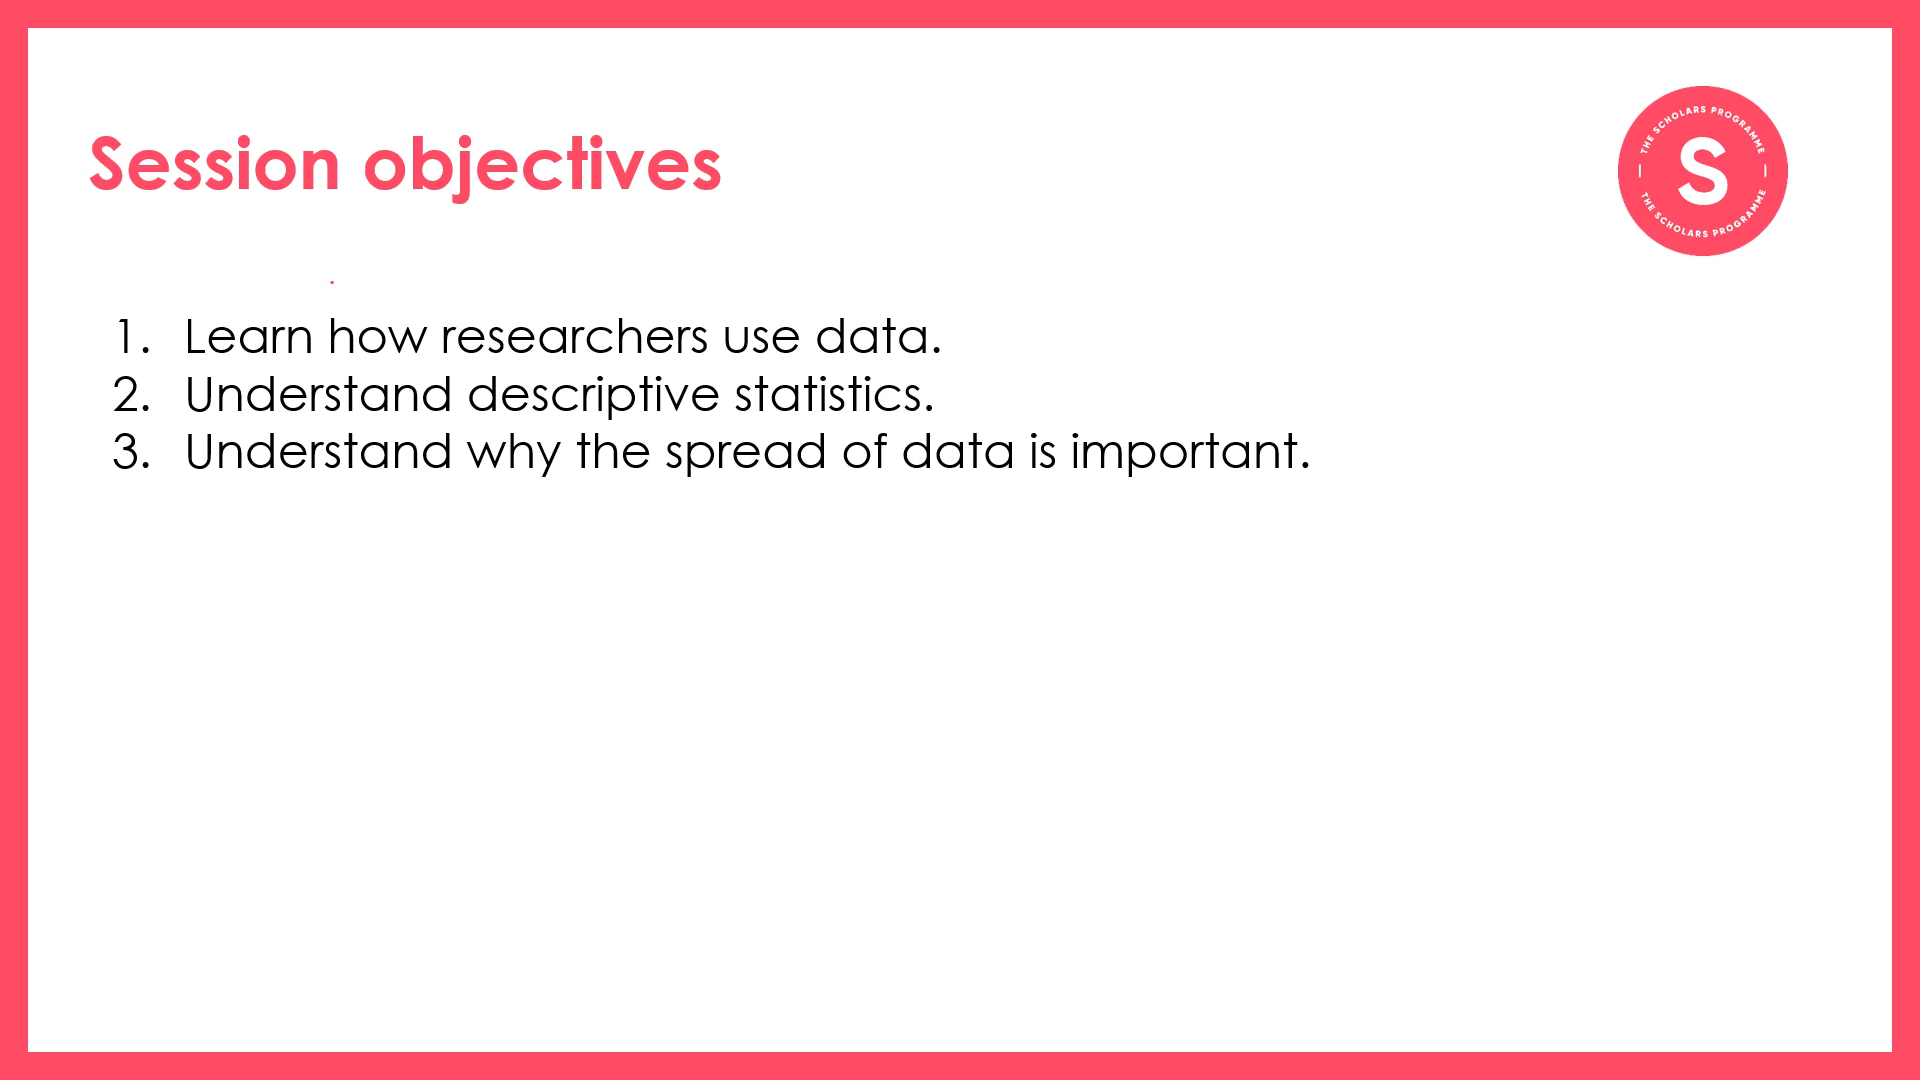 Session objectives
THE SCHOLARS PROGRAMME
S
THE SCHOLARS PROGRAMME
.
1. Learn how researchers use data.
2. Understand descriptive statistics.
3. Understand why the spread of data is important.